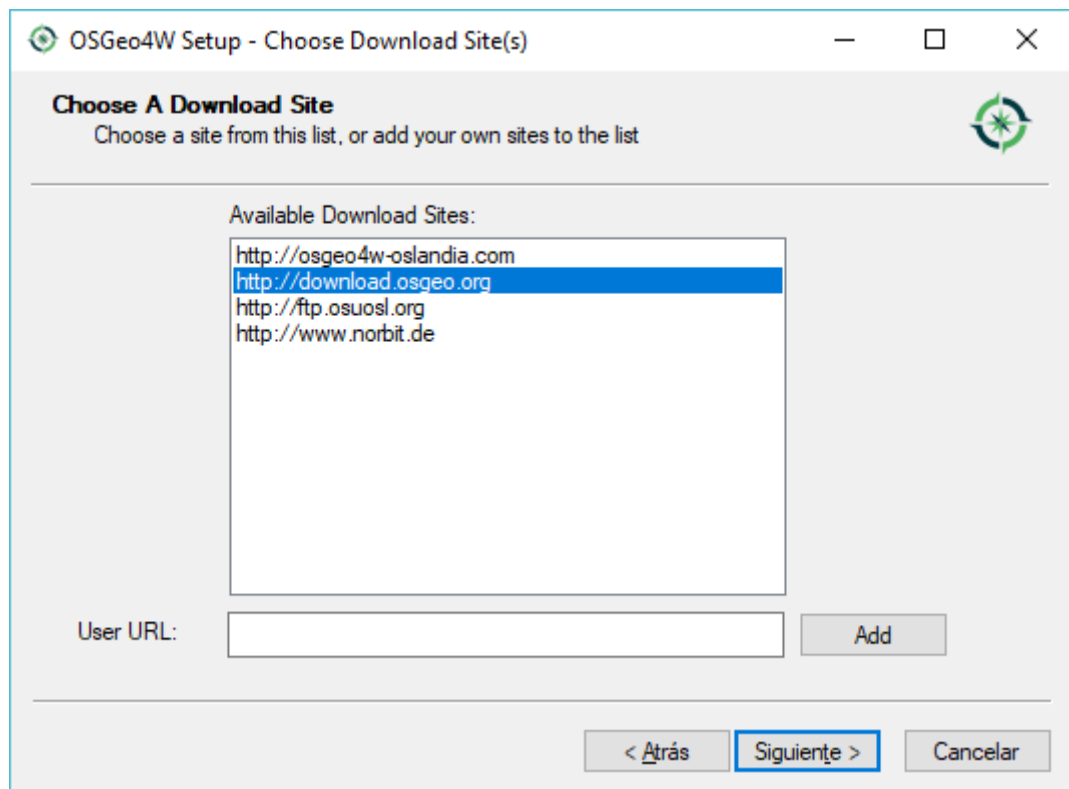 OSGeo4W Setup - Choose Download Site(s)
Choose A Download Site
Choose a site from this list, or add your own sites to the list
Available Download Sites:
http://osgeo4w-oslandia.com
http://download.osgeo.org
http://ftp.osuosl.org
http://www.norbit.de
User URL:
Add
< Atrás
Siguiente >
Cancelar